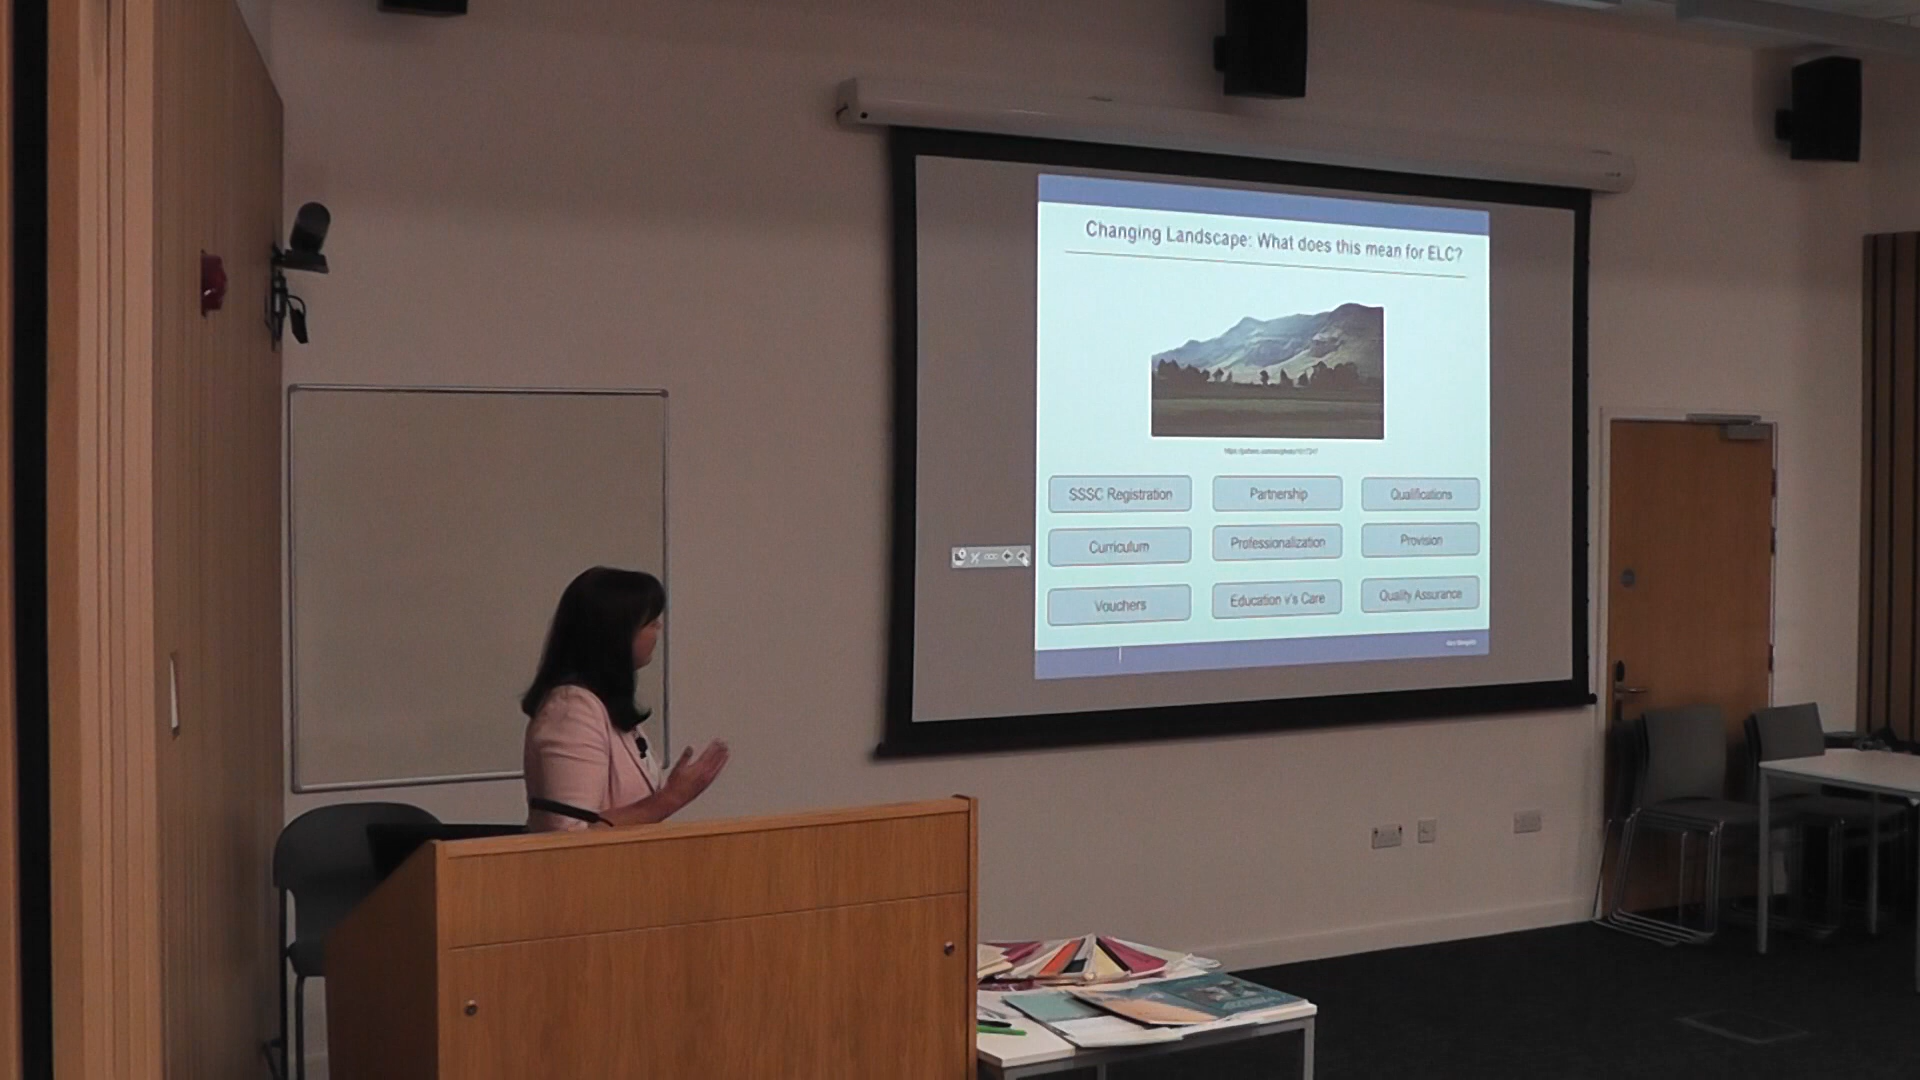 Changing Landscape: What does this mean for ELC?
SSSC Registration
Partnership
Qualifications
Curriculum
Professionalization
Provision
Vouchers
Education v's Care
Quality Assurance